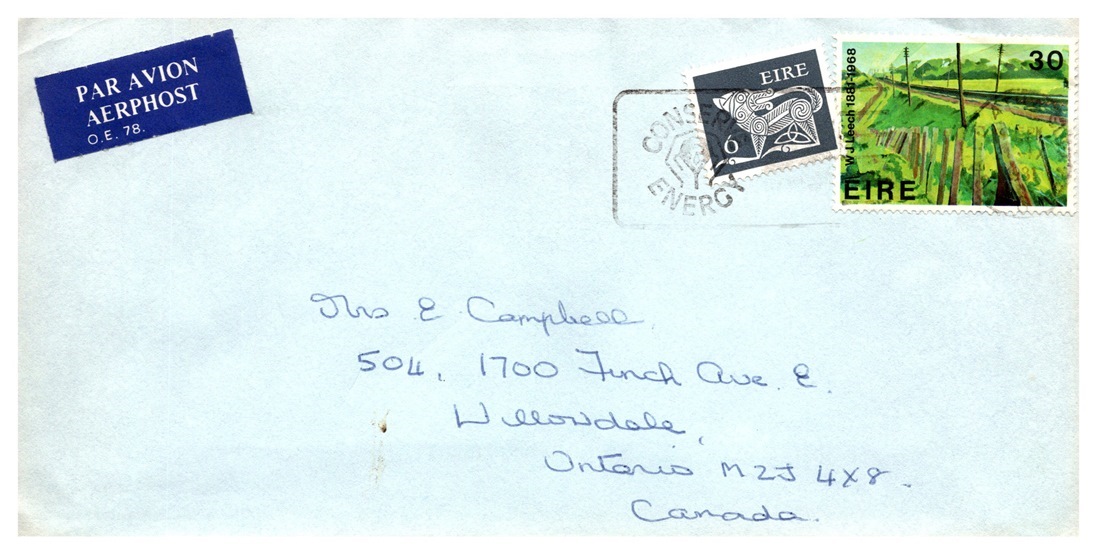 PAR AVION
AERPHOST
O.E. 78.
EIRE
6
30
W J Leech 1881-1968
EIRE
CONSERVE
ENERGY
Mrs E Campbell
504, 1700 Finch Ave. E.
Willowdale,
Ontario M2J 4X8.
Canada.